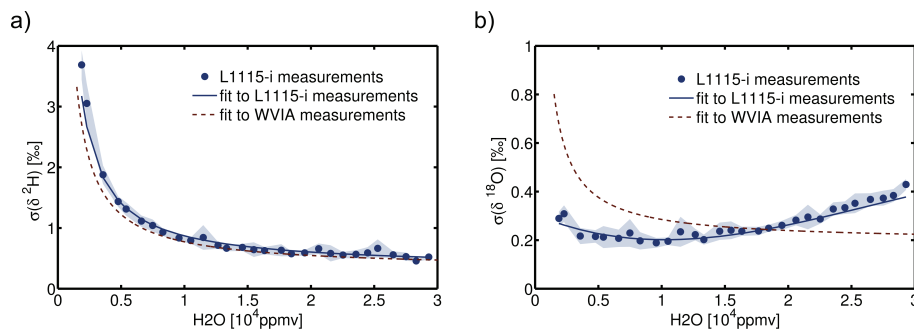 a)
4
3
2
1
0
0
0.5
1
1.5
2
2.5
3
σ(δ ²H) [‰]
H2O [10⁴ppmv]
L1115-i measurements
fit to L1115-i measurements
fit to WVIA measurements
b)
1
0.8
0.6
0.4
0.2
0
0
0.5
1
1.5
2
2.5
3
σ(δ ¹⁸O) [‰]
H2O [10⁴ppmv]
L1115-i measurements
fit to L1115-i measurements
fit to WVIA measurements